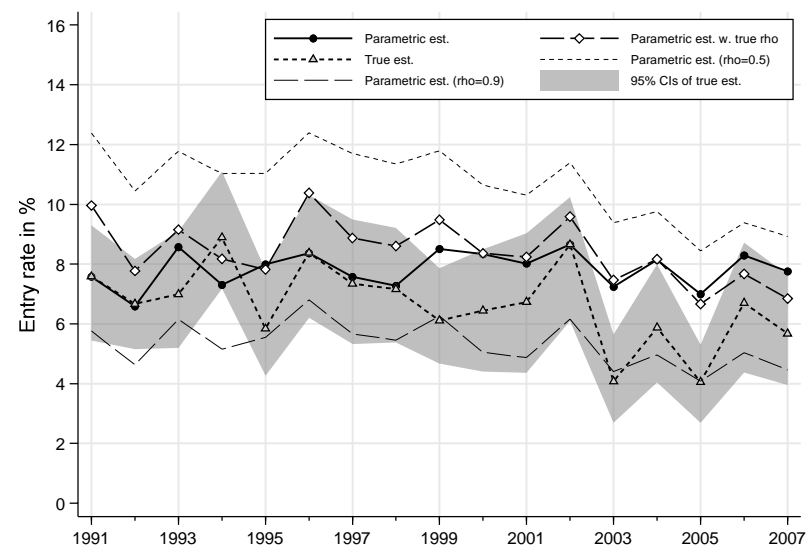 Parametric est.
Parametric est. w. true rho
True est.
Parametric est. (rho=0.5)
Parametric est. (rho=0.9)
95% CIs of true est.
Entry rate in %
16
14
12
10
8
6
4
2
0
1991 1993 1995 1997 1999 2001 2003 2005 2007